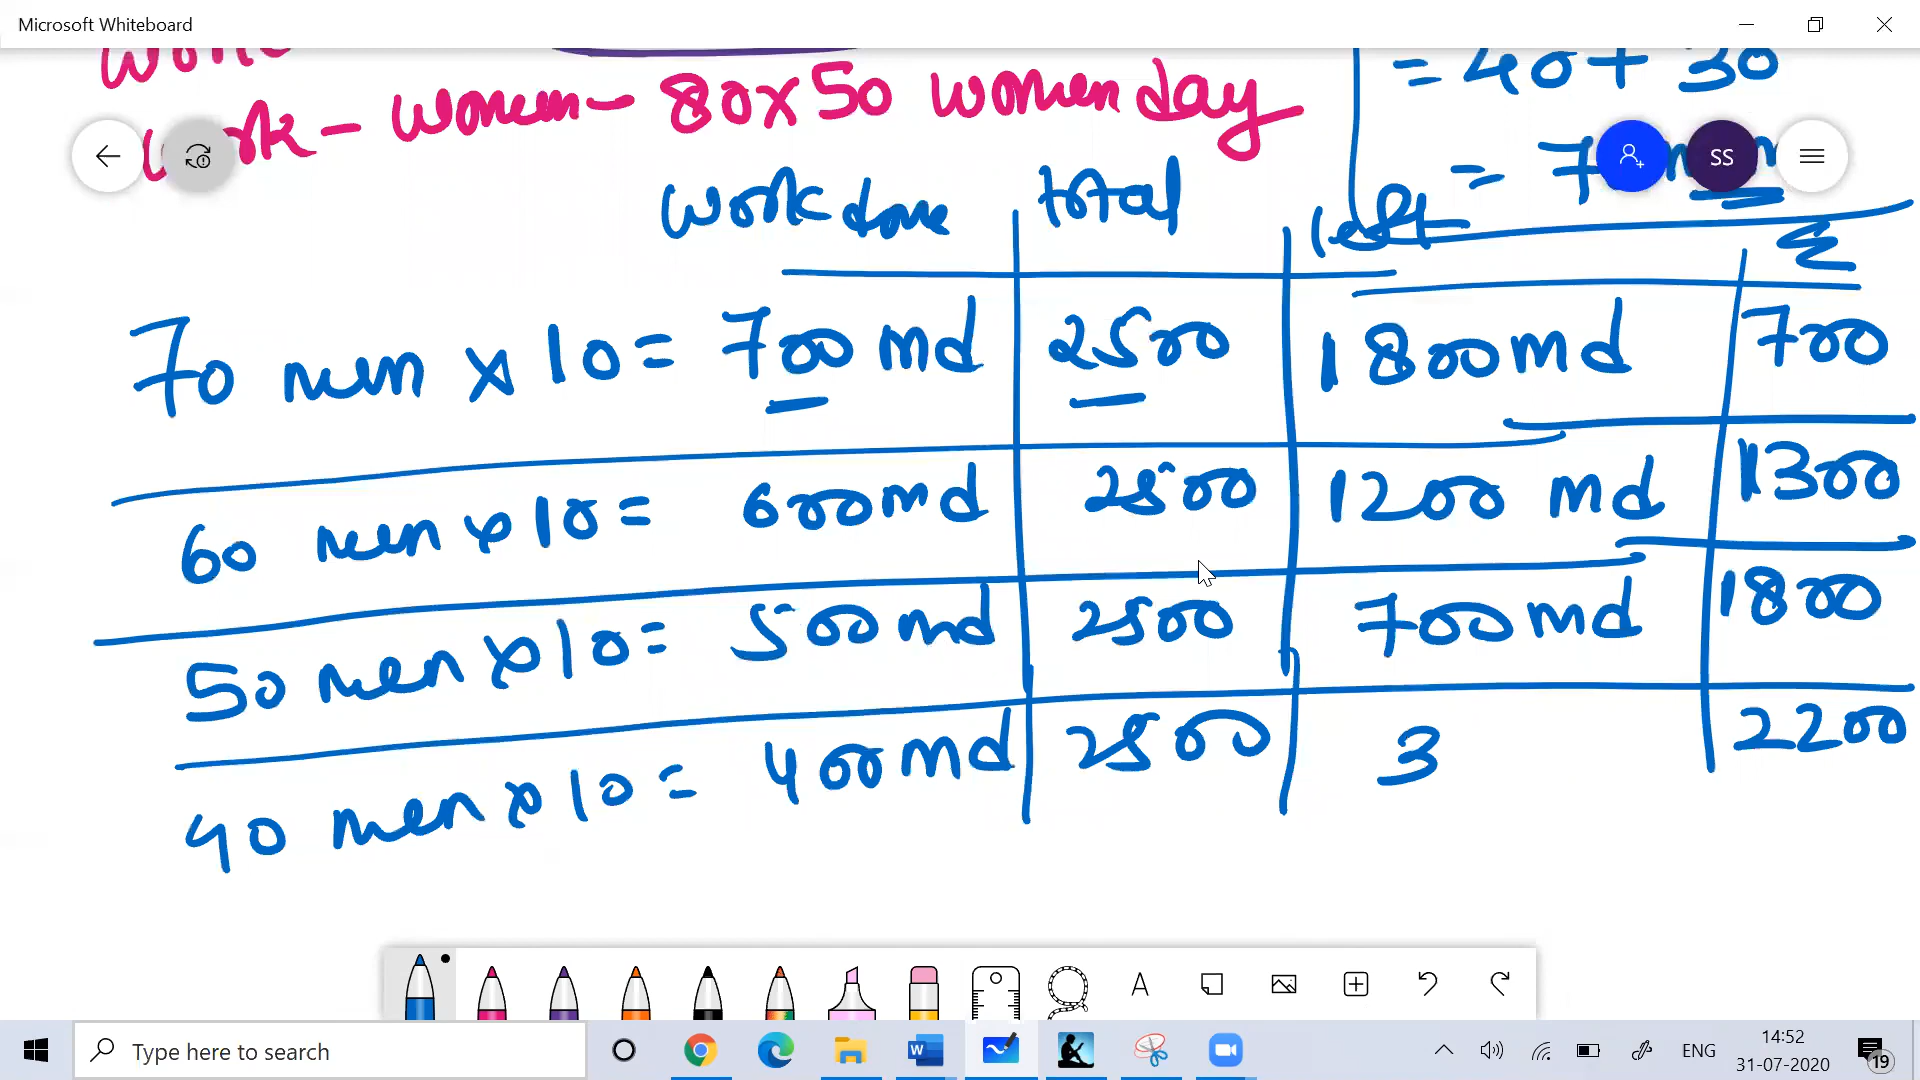 Microsoft Whiteboard
= 40 + 30
work - women - 80 x 50 women day
= 7
SS
work done total left Σ
70 men x 10 = 700 md 2500 1800 md 700
60 men x 10 = 600 md 2500 1200 md 1300
50 men x 10 = 500 md 2500 700 md 1800
40 men x 10 = 400 md 2500 3 2200
A
Type here to search
W
ENG
14:52
31-07-2020
19